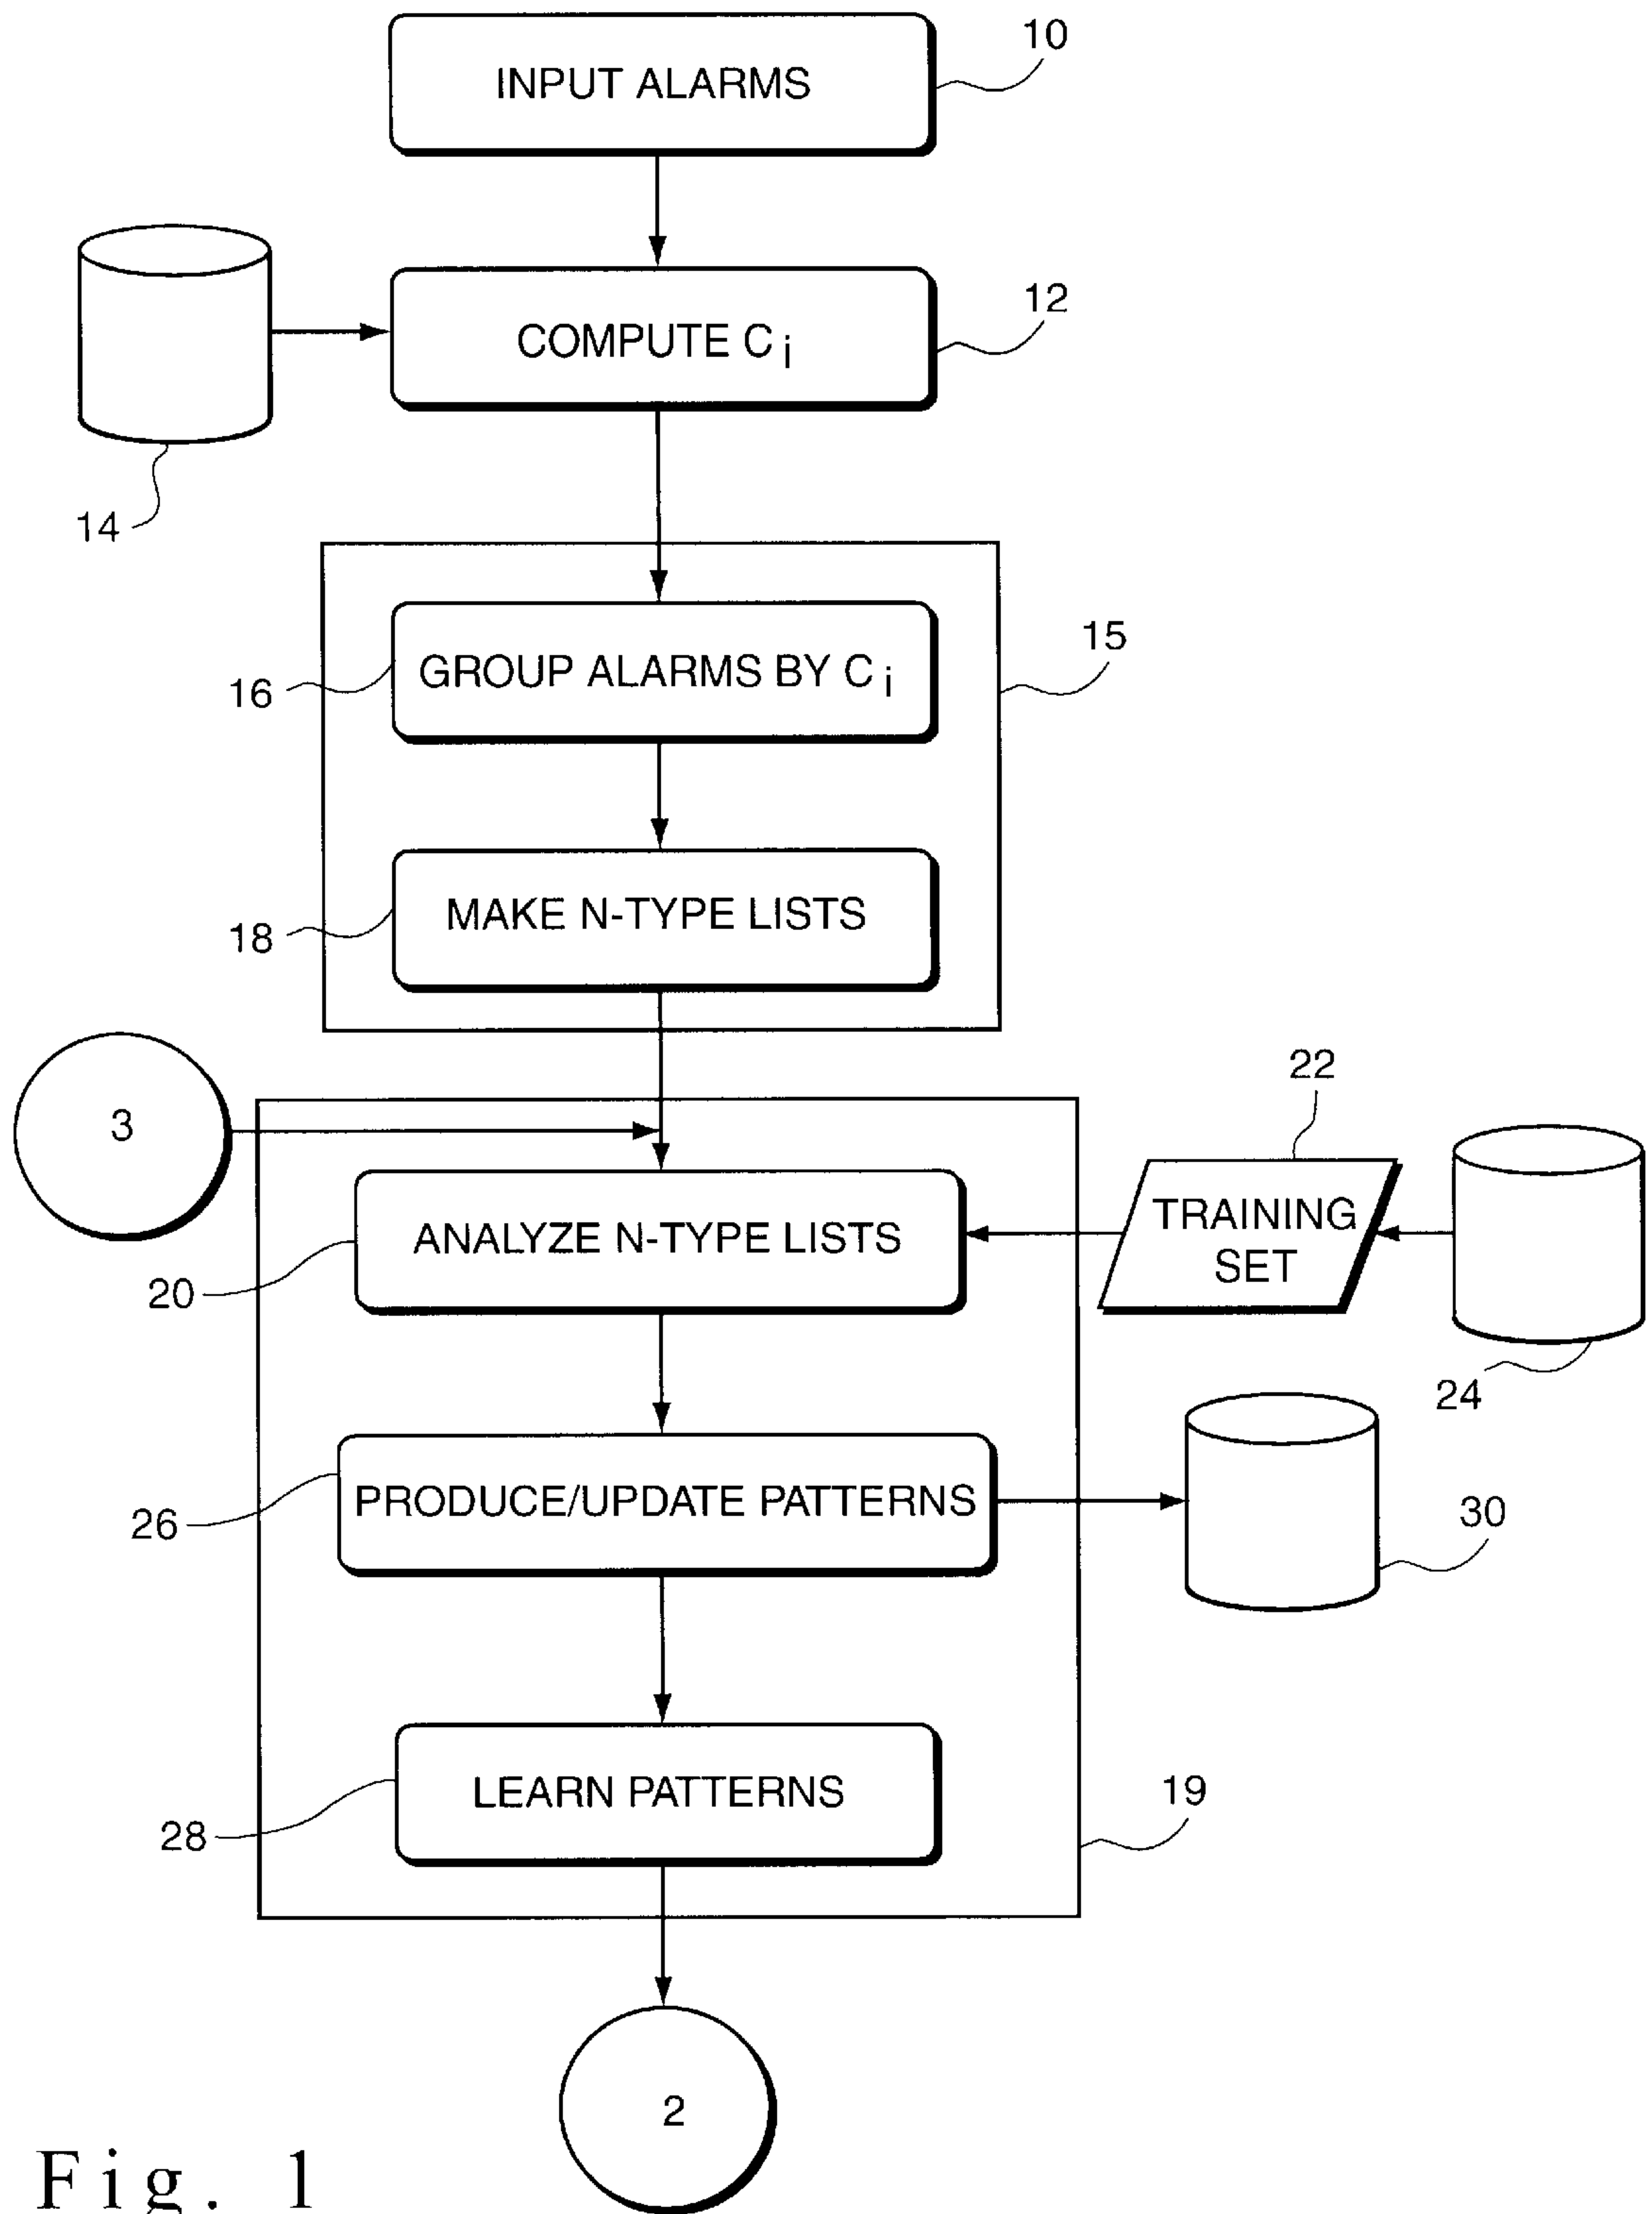 10
INPUT ALARMS
12
COMPUTE C i
14
15
GROUP ALARMS BY C i
16
MAKE N-TYPE LISTS
18
22
3
TRAINING
SET
ANALYZE N-TYPE LISTS
20
24
PRODUCE/UPDATE PATTERNS
26
30
19
LEARN PATTERNS
28
2
Fig. 1